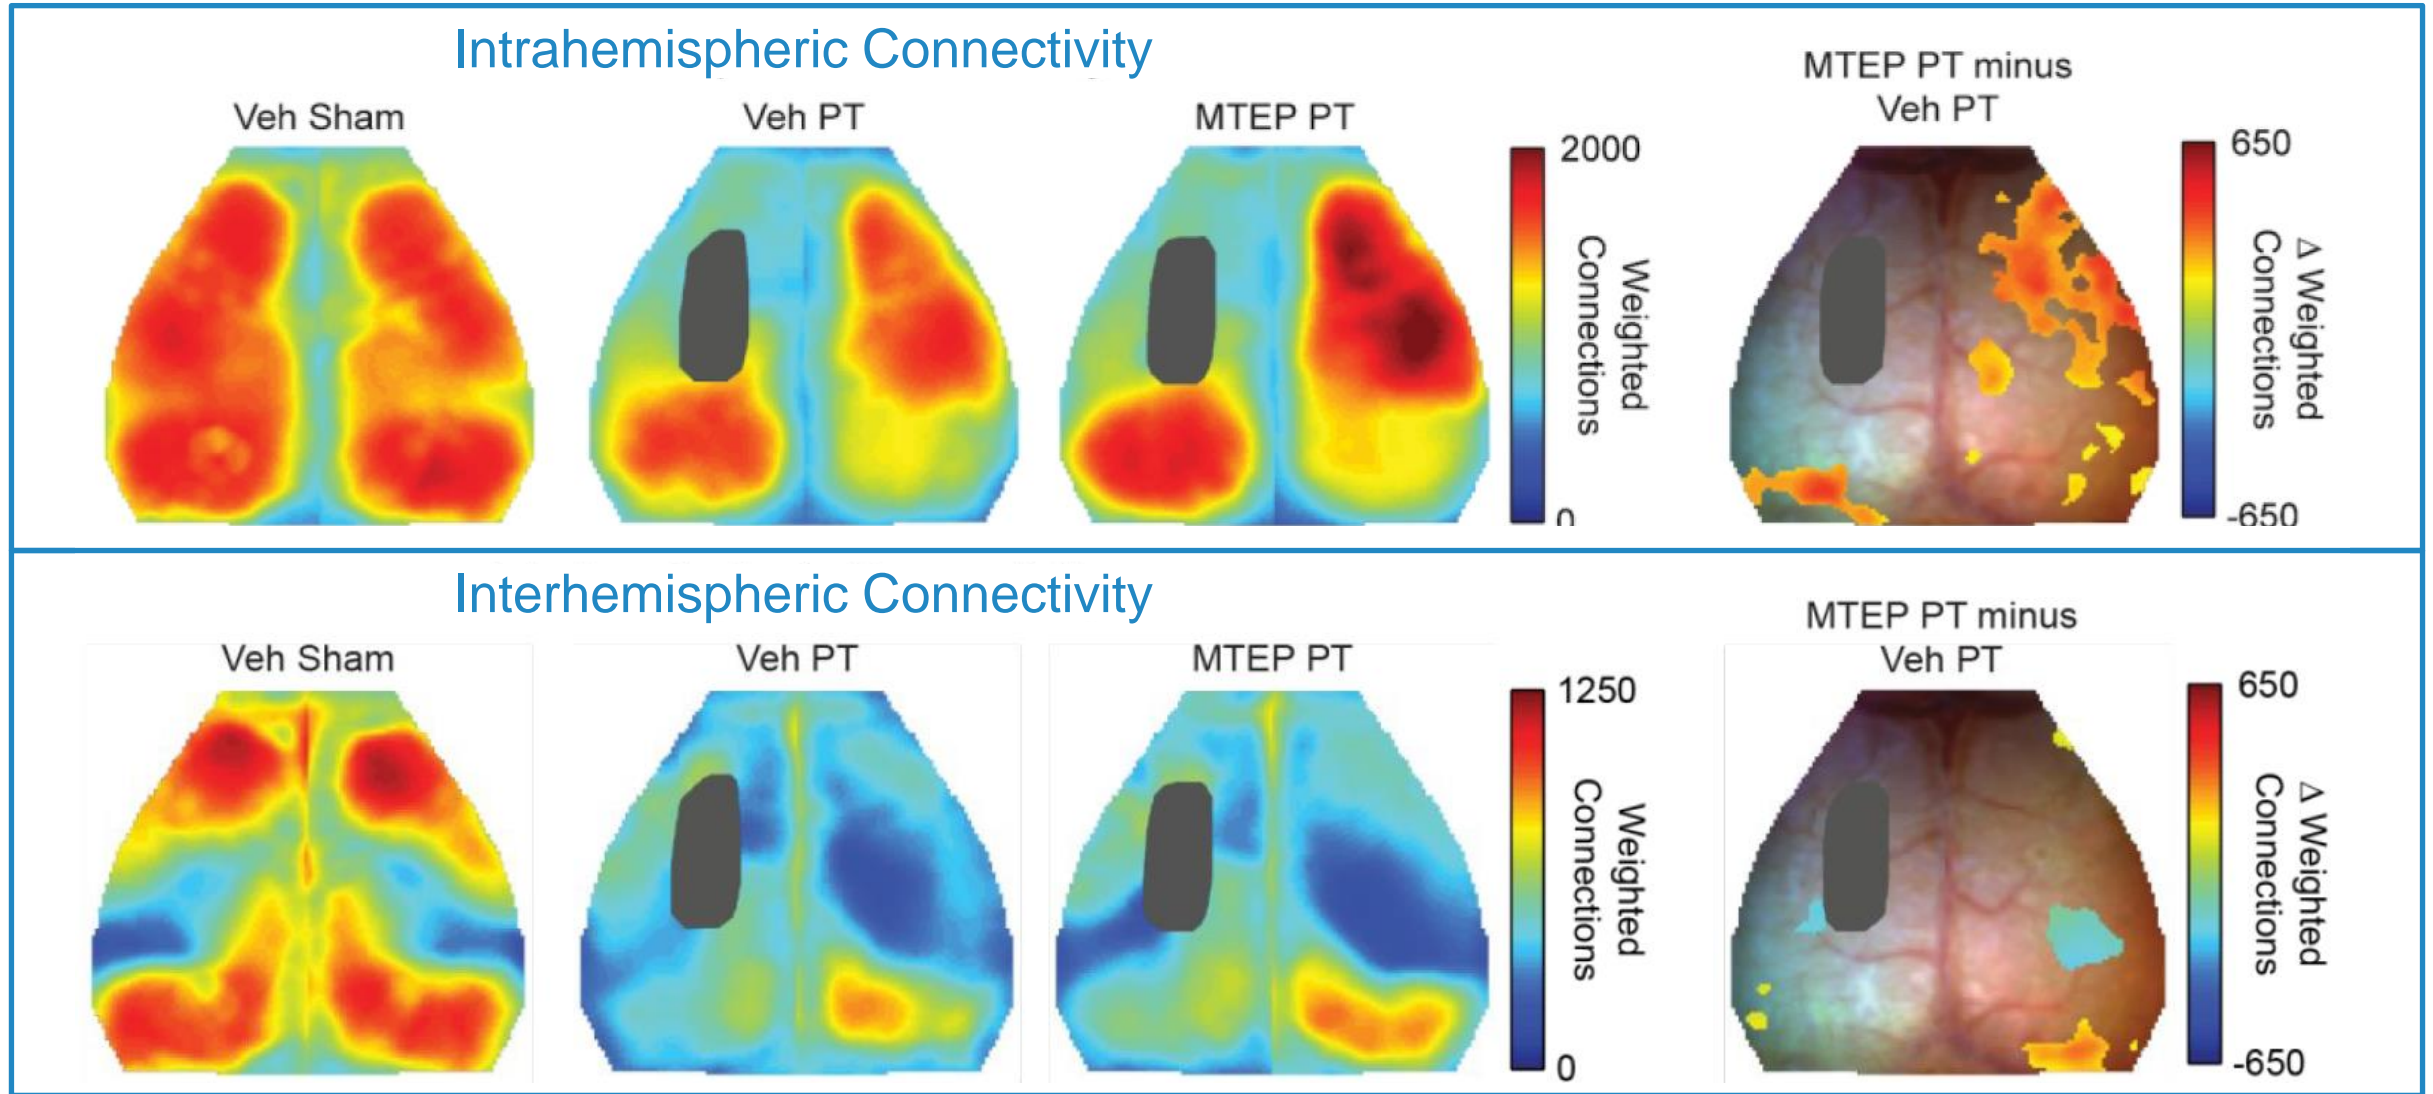 Intrahemispheric Connectivity
Veh Sham
Veh PT
MTEP PT
2000
Weighted
Connections
0
MTEP PT minus
Veh PT
650
Δ Weighted
Connections
-650
Interhemispheric Connectivity
Veh Sham
Veh PT
MTEP PT
1250
Weighted
Connections
0
MTEP PT minus
Veh PT
650
Δ Weighted
Connections
-650